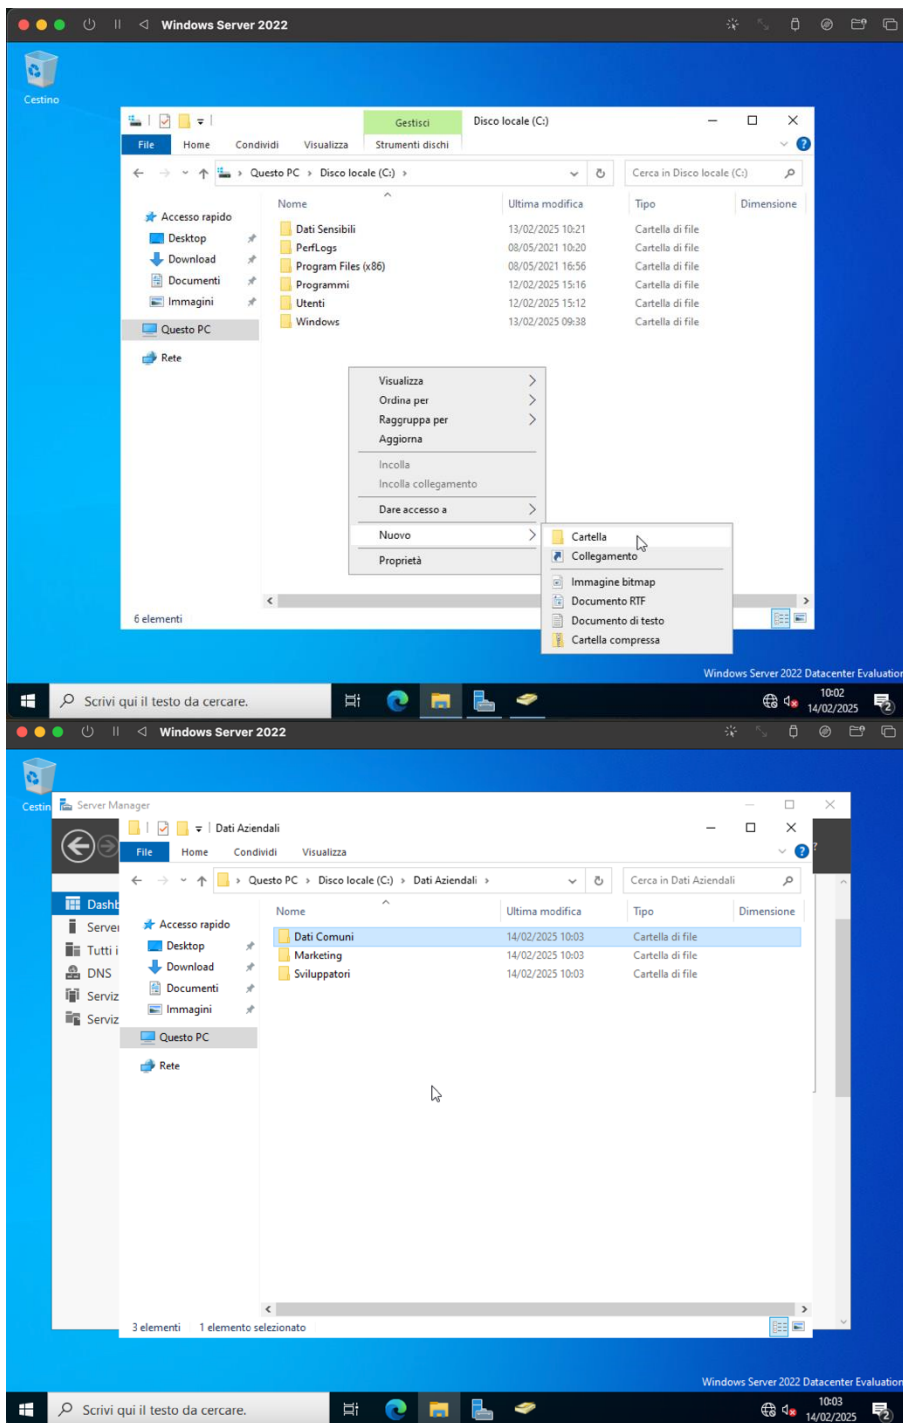 Windows Server 2022
Cestino
Gestisci Disco locale (C:)
File Home Condividi Visualizza Strumenti dischi
Questo PC Disco locale (C:) Cerca in Disco locale (C:)
Nome Ultima modifica Tipo Dimensione
Accesso rapido
Desktop
Download
Documenti
Immagini
Questo PC
Rete
Dati Sensibili 13/02/2025 10:21 Cartella di file
PerfLogs 08/05/2021 10:20 Cartella di file
Program Files (x86) 08/05/2021 16:56 Cartella di file
Programmi 12/02/2025 15:16 Cartella di file
Utenti 12/02/2025 15:12 Cartella di file
Windows 13/02/2025 09:38 Cartella di file
Visualizza
Ordina per
Raggruppa per
Aggiorna
Incolla
Incolla collegamento
Dare accesso a
Nuovo
Proprietà
Cartella
Collegamento
Immagine bitmap
Documento RTF
Documento di testo
Cartella compressa
6 elementi
Windows Server 2022 Datacenter Evaluation
Scrivi qui il testo da cercare.
10:02
14/02/2025
2
Windows Server 2022
Cestin
Server Manager
Dati Aziendali
File Home Condividi Visualizza
Questo PC Disco locale (C:) Dati Aziendali Cerca in Dati Aziendali
Dashb
Server
Tutti i
DNS
Serviz
Serviz
Nome Ultima modifica Tipo Dimensione
Accesso rapido
Desktop
Download
Documenti
Immagini
Questo PC
Rete
Dati Comuni 14/02/2025 10:03 Cartella di file
Marketing 14/02/2025 10:03 Cartella di file
Sviluppatori 14/02/2025 10:03 Cartella di file
3 elementi 1 elemento selezionato
Windows Server 2022 Datacenter Evaluation
Scrivi qui il testo da cercare.
10:03
14/02/2025
2